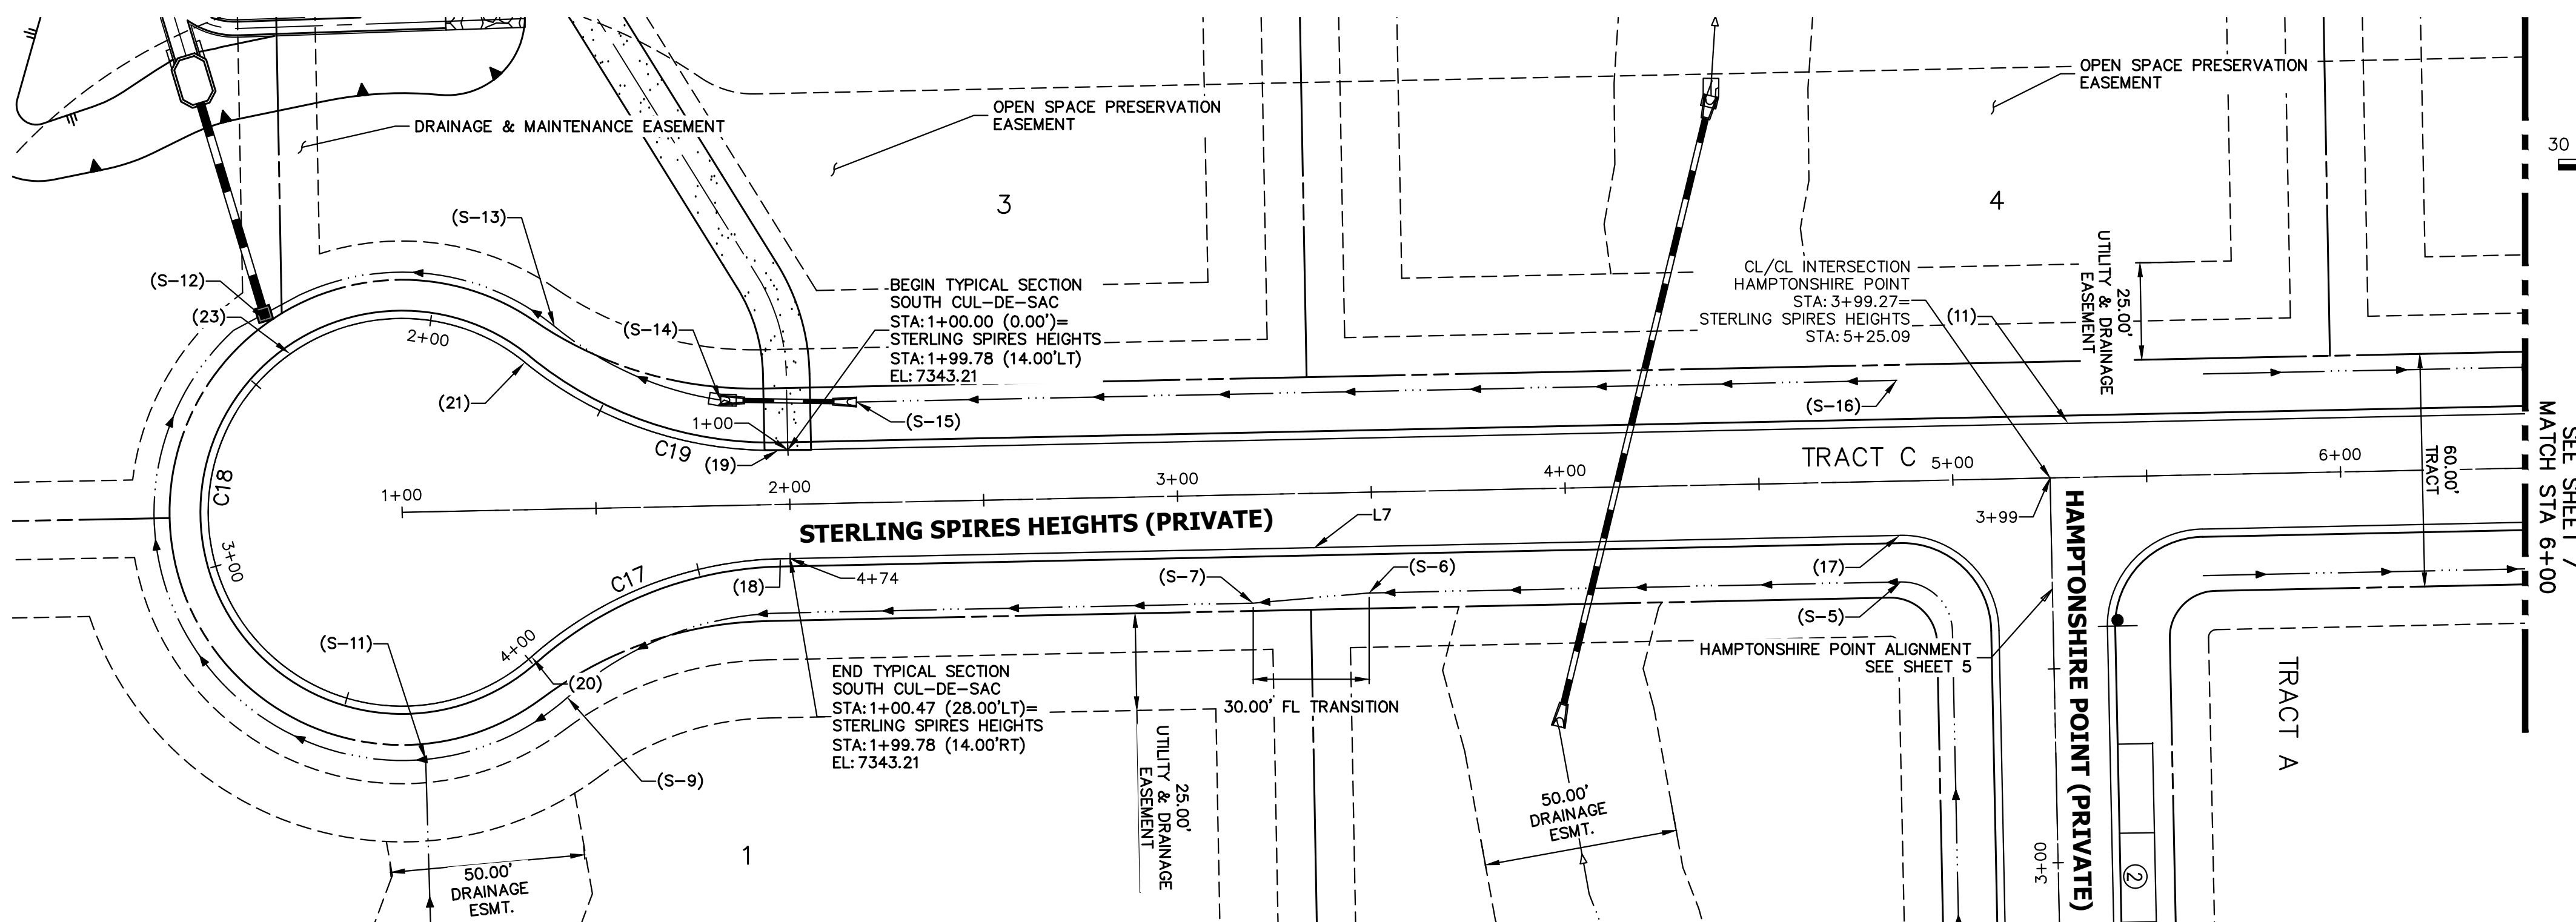 OPEN SPACE PRESERVATION
EASEMENT
OPEN SPACE PRESERVATION
EASEMENT
DRAINAGE & MAINTENANCE EASEMENT
30
3
4
(S-13)
(S-12)
(23)
2+00
(S-14)
BEGIN TYPICAL SECTION
SOUTH CUL-DE-SAC
STA:1+00.00 (0.00')=
STERLING SPIRES HEIGHTS
STA:1+99.78 (14.00'LT)
EL:7343.21
CL/CL INTERSECTION
HAMPTONSHIRE POINT
STA:3+99.27=
STERLING SPIRES HEIGHTS
STA:5+25.09
(11)
25.00'
UTILITY & DRAINAGE
EASEMENT
(21)
1+00
(S-15)
(S-16)
C19
(19)
C18
1+00
2+00
3+00
4+00
TRACT C
5+00
6+00
60.00'
TRACT
SEE SHEET 7
MATCH STA 6+00
STERLING SPIRES HEIGHTS (PRIVATE)
L7
3+99
3+00
C17
(18)
4+74
(S-7)
(S-6)
(17)
(S-5)
HAMPTONSHIRE POINT (PRIVATE)
(S-11)
4+00
(20)
(S-9)
END TYPICAL SECTION
SOUTH CUL-DE-SAC
STA:1+00.47 (28.00'LT)=
STERLING SPIRES HEIGHTS
STA:1+99.78 (14.00'RT)
EL:7343.21
30.00' FL TRANSITION
HAMPTONSHIRE POINT ALIGNMENT
SEE SHEET 5
TRACT A
25.00'
UTILITY & DRAINAGE
EASEMENT
50.00'
DRAINAGE
ESMT.
1
50.00'
DRAINAGE
ESMT.
3+00
2